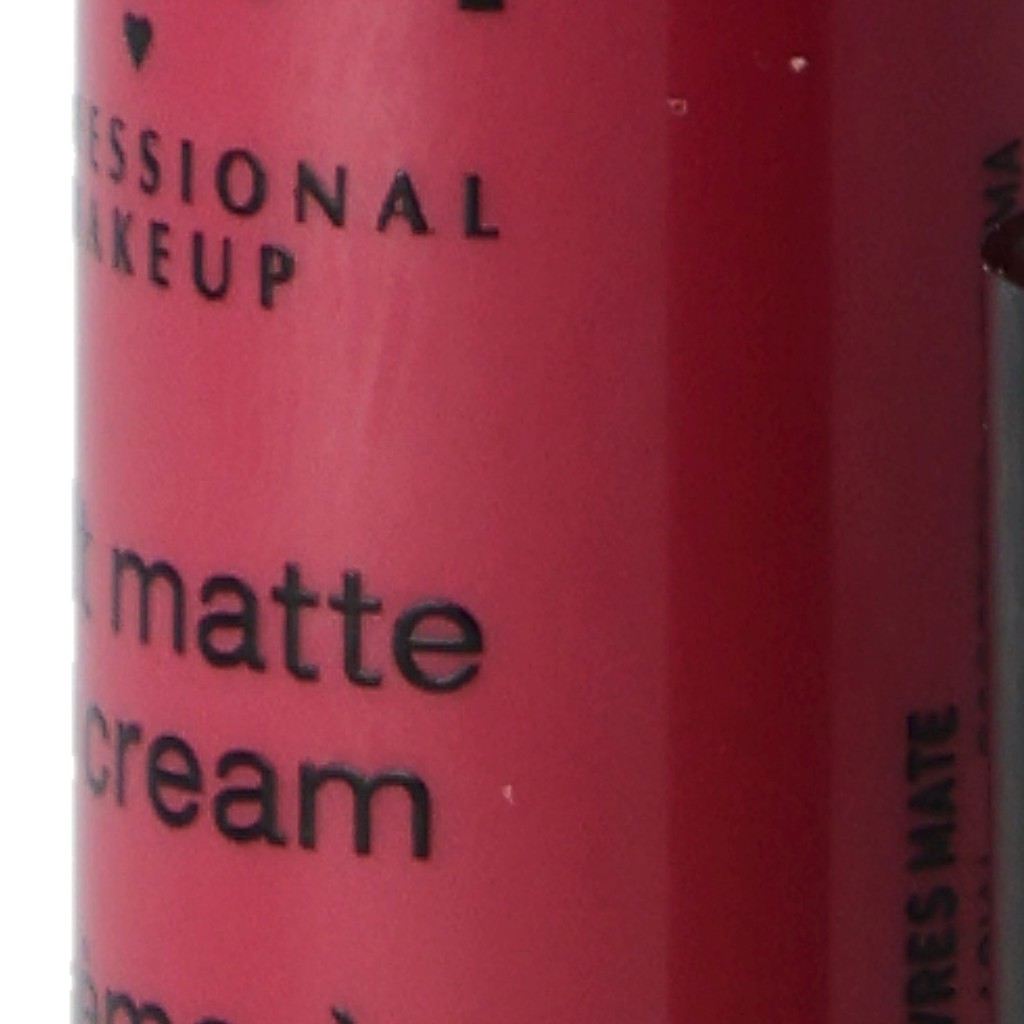 ESSIONAL
AKEUP
matte
cream
VRES MATE